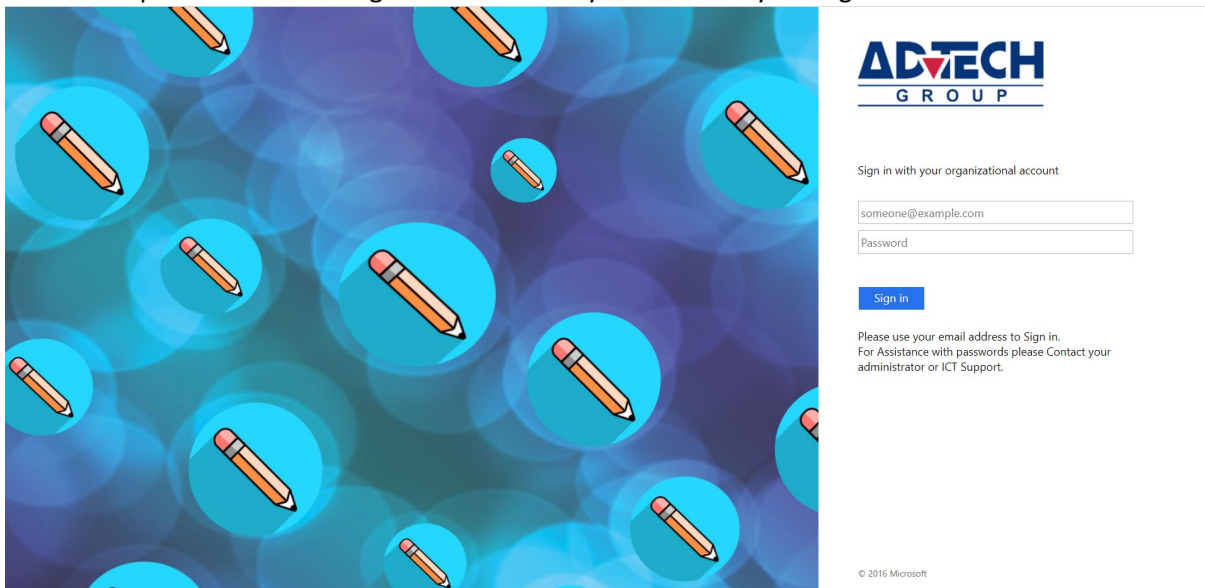 ADTECH
GROUP
Sign in with your organizational account
someone@example.com
Password
Sign in
Please use your email address to Sign in.
For Assistance with passwords please Contact your
administrator or ICT Support.
© 2016 Microsoft